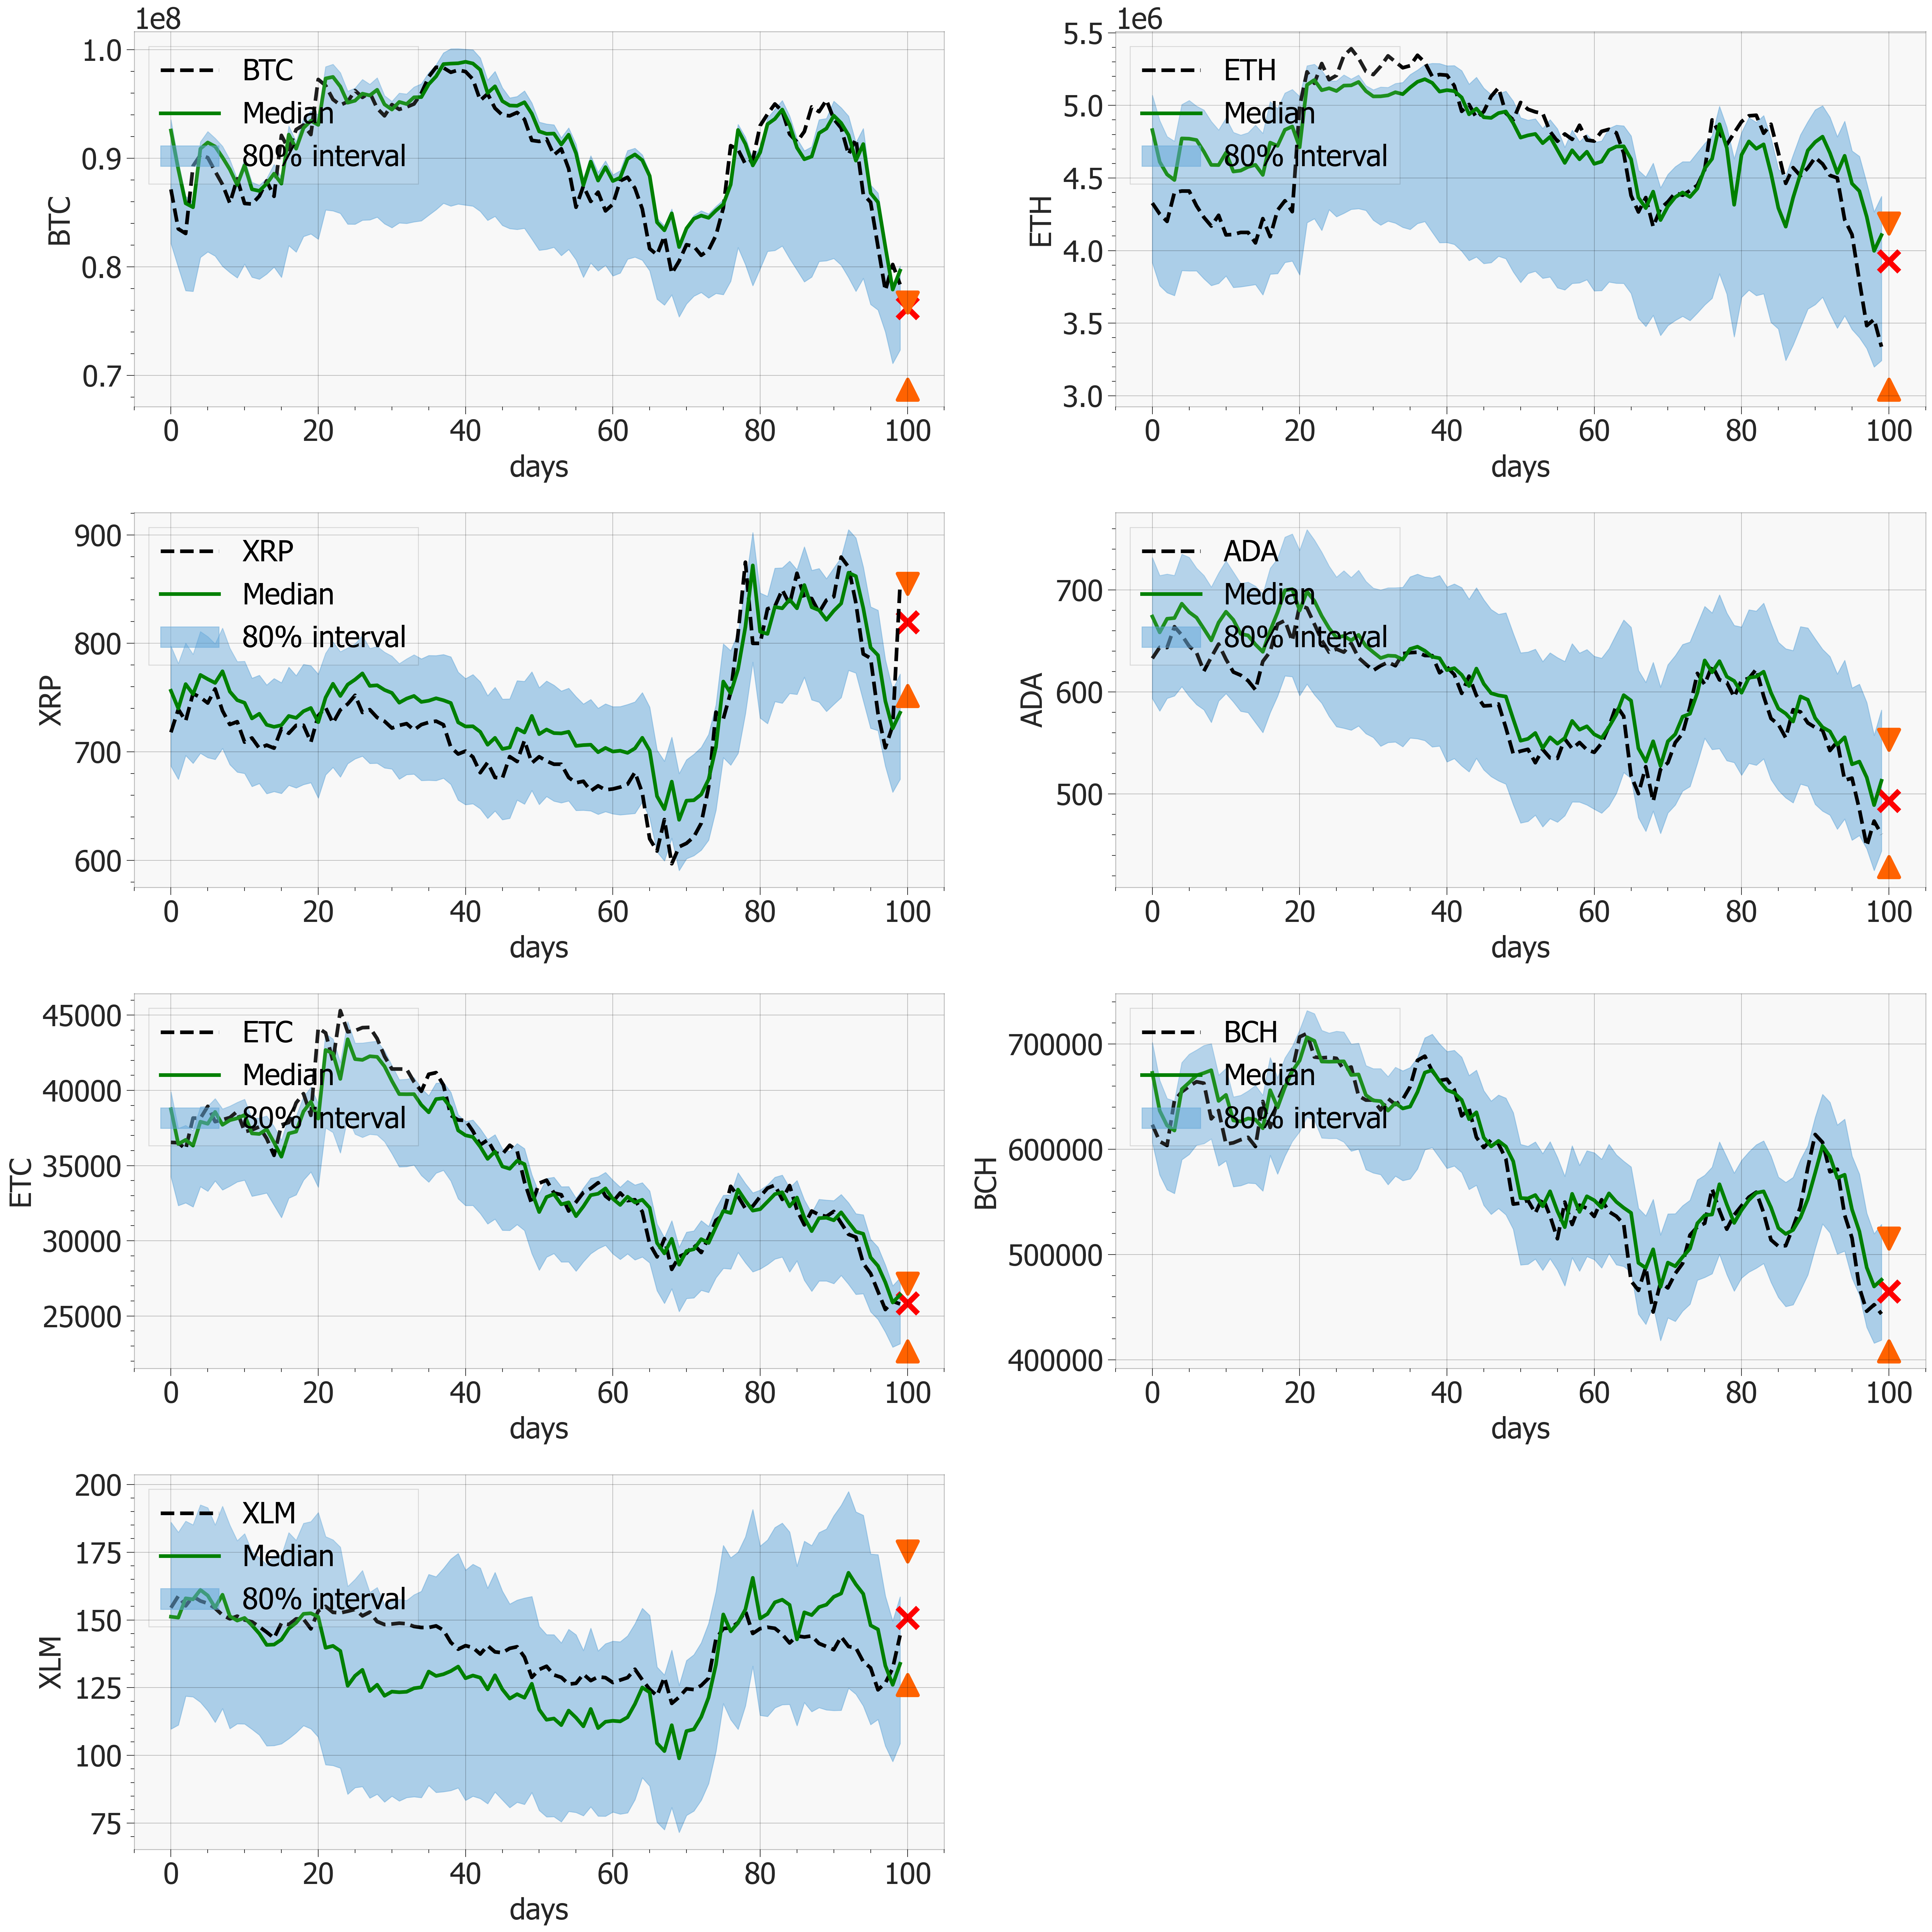 1e8
1.0
0.9
0.8
0.7
BTC
BTC
Median
80% interval
0 20 40 60 80 100
days
1e6
5.5
5.0
4.5
4.0
3.5
3.0
ETH
ETH
Median
80% interval
0 20 40 60 80 100
days
900
800
700
600
XRP
XRP
Median
80% interval
0 20 40 60 80 100
days
700
600
500
ADA
ADA
Median
80% interval
0 20 40 60 80 100
days
45000
40000
35000
30000
25000
ETC
ETC
Median
80% interval
0 20 40 60 80 100
days
700000
600000
500000
400000
BCH
BCH
Median
80% interval
0 20 40 60 80 100
days
200
175
150
125
100
75
XLM
XLM
Median
80% interval
0 20 40 60 80 100
days